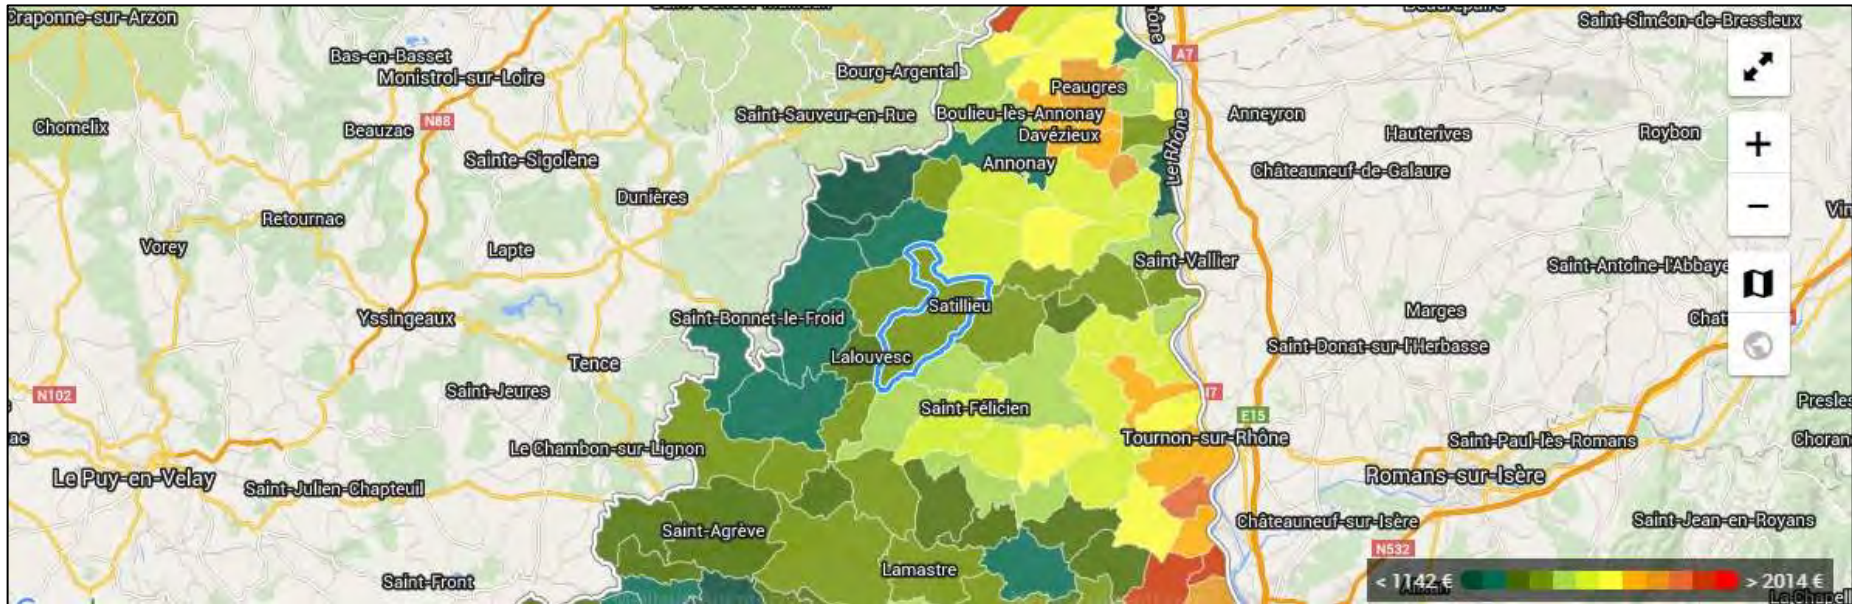 Craponne-sur-Arzon
Saint-Siméon-de-Bressieux
Bas-en-Basset
Monistrol-sur-Loire
Bourg-Argental
A7
Peaugres
Chomelix
N88
Beauzac
Saint-Sauveur-en-Rue
Boulieu-lès-Annonay
Davézieux
Anneyron
Hauterives
Roybon
Sainte-Sigolène
Annonay
Le Rhône
Châteauneuf-de-Galaure
Dunières
Retournac
Vorey
Lapte
Saint-Vallier
Saint-Antoine-l'Abbaye
Yssingeaux
Saint-Bonnet-le-Froid
Satillieu
Marges
Lalouvesc
Tence
Saint-Donat-sur-l'Herbasse
N102
Saint-Jeures
Saint-Félicien
E15
Presles
Le Chambon-sur-Lignon
Tournon-sur-Rhône
Saint-Paul-lès-Romans
Le Puy-en-Velay
Saint-Julien-Chapteuil
Romans-sur-Isère
Saint-Agrève
Châteauneuf-sur-Isère
Saint-Jean-en-Royans
N532
Lamastre
Saint-Front
< 1142 €
> 2014 €